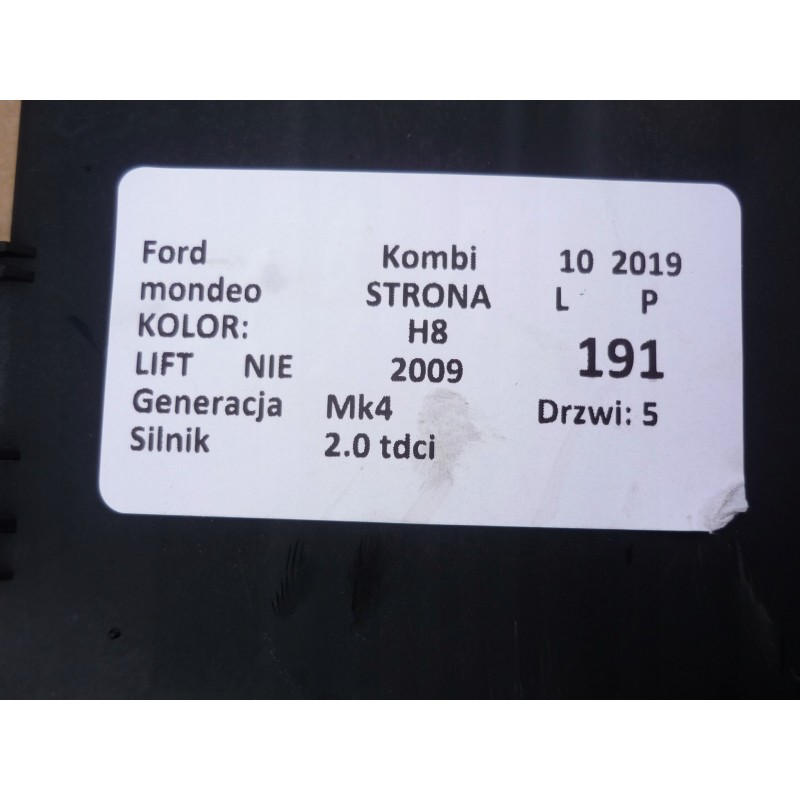 Ford Kombi 10 2019
mondeo STRONA L P
KOLOR: H8 191
LIFT NIE 2009
Generacja Mk4 Drzwi: 5
Silnik 2.0 tdci